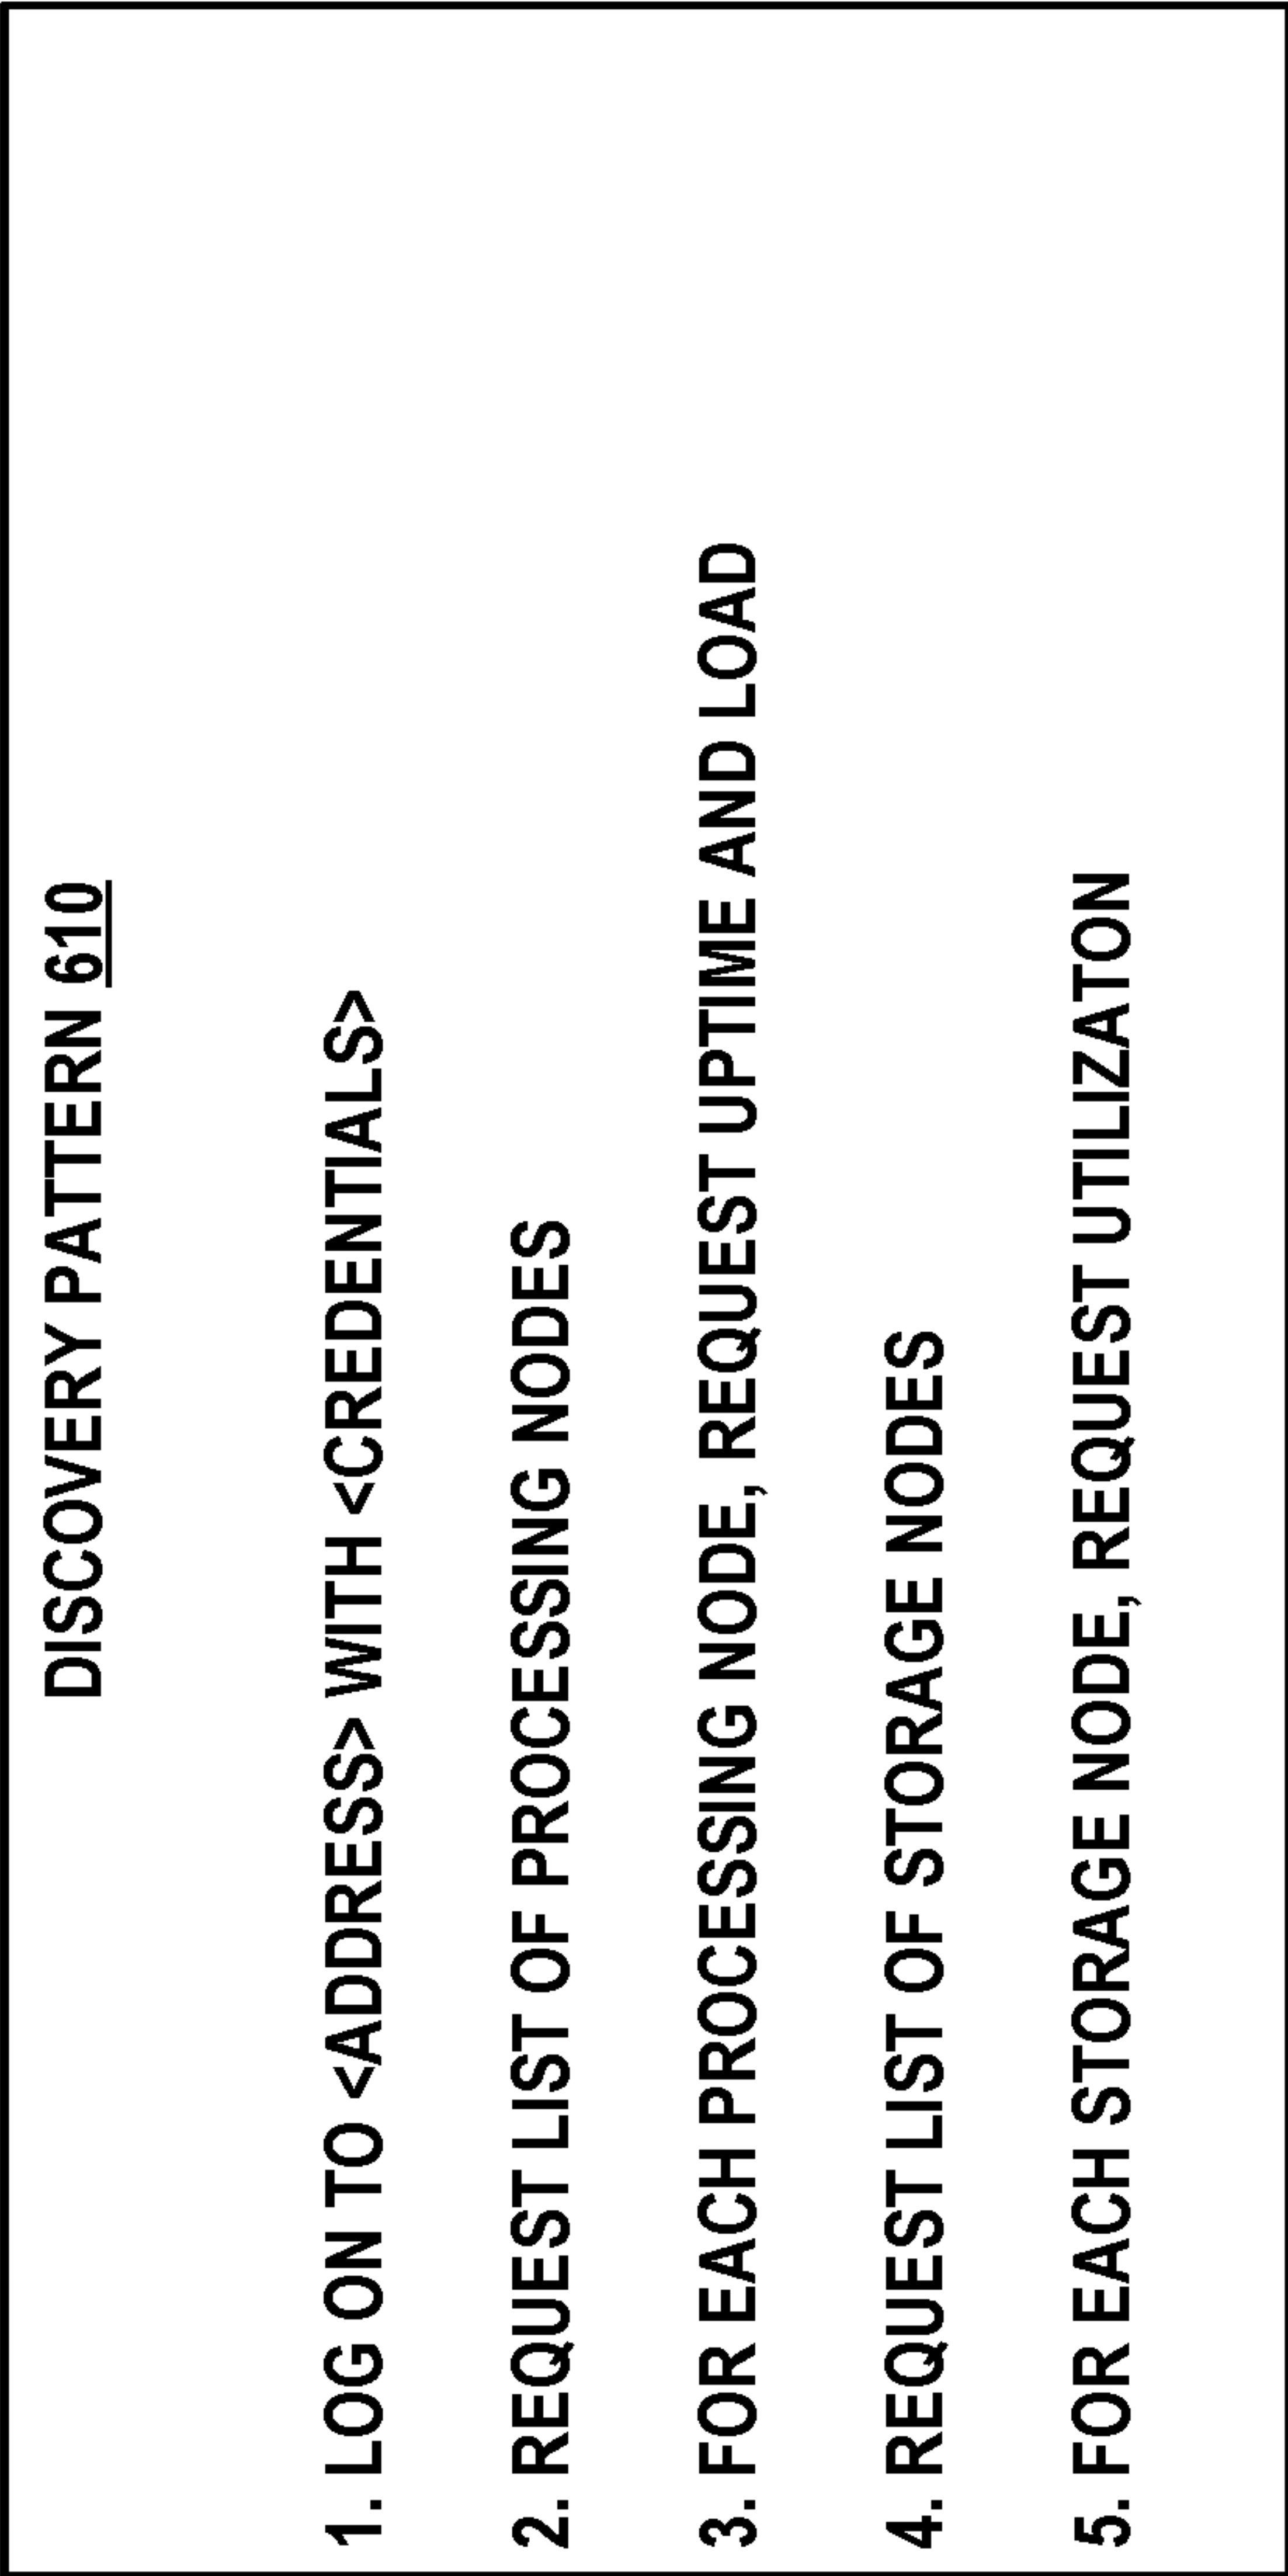 DISCOVERY PATTERN 610
1. LOG ON TO <ADDRESS> WITH <CREDENTIALS>
2. REQUEST LIST OF PROCESSING NODES
3. FOR EACH PROCESSING NODE, REQUEST UPTIME AND LOAD
4. REQUEST LIST OF STORAGE NODES
5. FOR EACH STORAGE NODE, REQUEST UTILIZATON